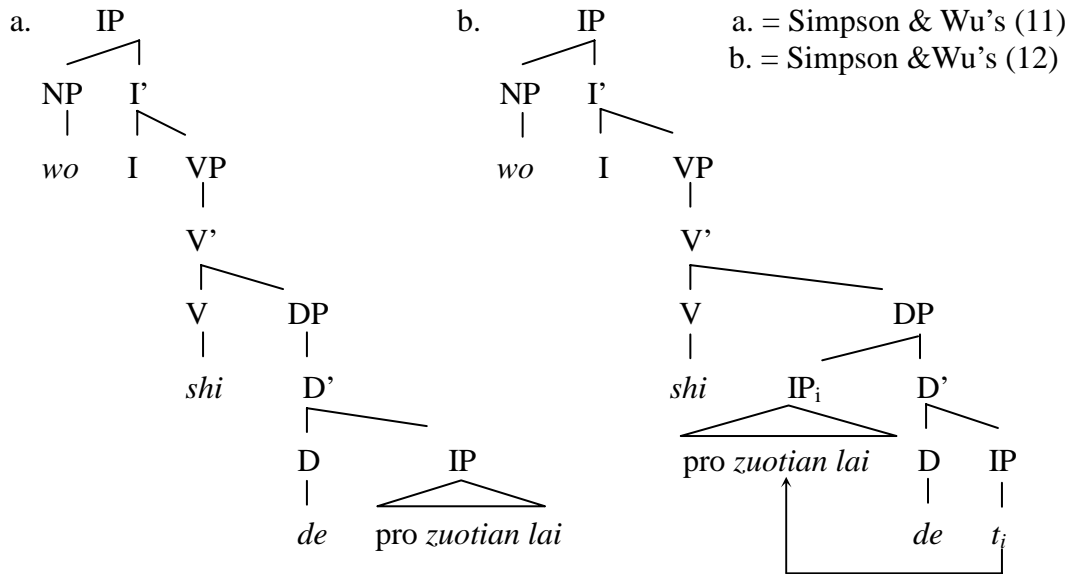 a. IP b. IP a. = Simpson & Wu's (11)
b. = Simpson &Wu's (12)
NP I' NP I'
wo I VP wo I VP
V' V'
V DP V DP
shi D' shi IPi D'
D IP pro zuotian lai D IP
de pro zuotian lai de ti